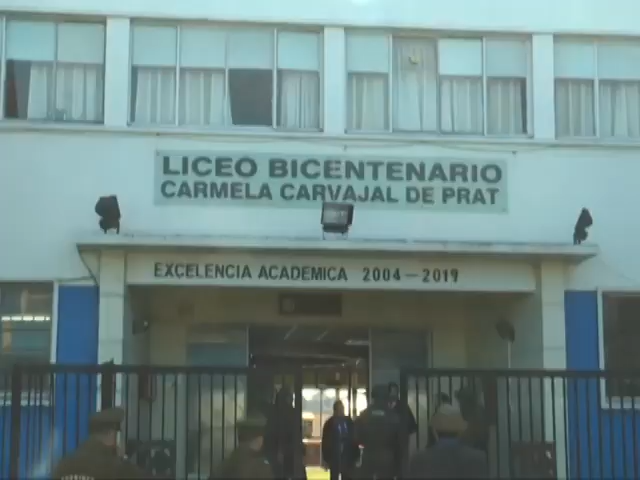 LICEO BICENTENARIO
CARMELA CARVAJAL DE PRAT
EXCELENCIA ACADEMICA 2004-2019